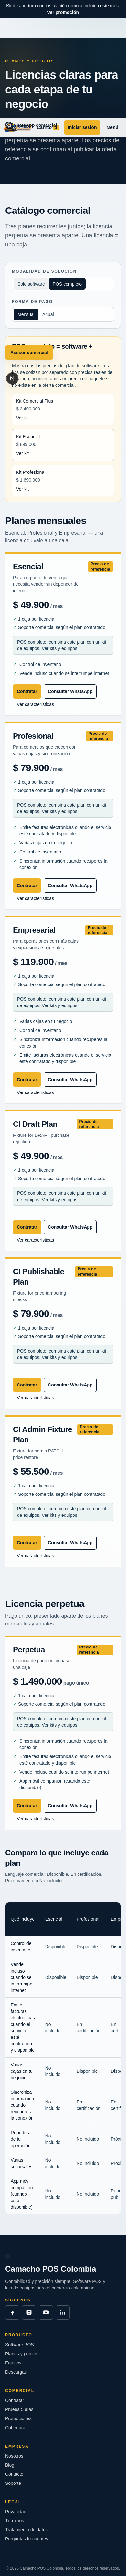 Kit de apertura con instalación remota incluida este mes.
Ver promoción
PLANES Y PRECIOS
Licencias claras para cada etapa de tu negocio
WhatsApp comercial
Carrito
Iniciar sesión
Menú
perpetua se presenta aparte. Los precios de referencia se confirman al publicar la oferta comercial.
Catálogo comercial
Tres planes recurrentes juntos; la licencia perpetua se presenta aparte. Una licencia = una caja.
MODALIDAD DE SOLUCIÓN
Solo software
POS completo
FORMA DE PAGO
Mensual
Anual
= software +
Asesor comercial
Mostramos los precios del plan de software. Los
kits se cotizan por separado con precios reales del
inventamos un paquete de precio si
de existe en la oferta comercial.
N
Kit Comercial Plus
$ 2.490.000
Ver kit
Kit Esencial
$ 899.000
Ver kit
Kit Profesional
$ 1.690.000
Ver kit
Planes mensuales
Esencial, Profesional y Empresarial — una licencia equivale a una caja.
Esencial
Precio de referencia
Para un punto de venta que necesita vender sin depender de internet
$ 49.900 / mes
✓ 1 caja por licencia
✓ Soporte comercial según el plan contratado
POS completo: combina este plan con un kit de equipos. Ver kits y equipos
✓ Control de inventario
✓ Vende incluso cuando se interrumpe internet
Contratar
Consultar WhatsApp
Ver características
Profesional
Precio de referencia
Para comercios que crecen con varias cajas y sincronización
$ 79.900 / mes
✓ 1 caja por licencia
✓ Soporte comercial según el plan contratado
POS completo: combina este plan con un kit de equipos. Ver kits y equipos
✓ Emite facturas electrónicas cuando el servicio esté contratado y disponible
✓ Varias cajas en tu negocio
✓ Control de inventario
✓ Sincroniza información cuando recuperes la conexión
Contratar
Consultar WhatsApp
Ver características
Empresarial
Precio de referencia
Para operaciones con más cajas y expansión a sucursales
$ 119.900 / mes
✓ 1 caja por licencia
✓ Soporte comercial según el plan contratado
POS completo: combina este plan con un kit de equipos. Ver kits y equipos
✓ Varias cajas en tu negocio
✓ Control de inventario
✓ Sincroniza información cuando recuperes la conexión
✓ Emite facturas electrónicas cuando el servicio esté contratado y disponible
Contratar
Consultar WhatsApp
Ver características
CI Draft Plan
Precio de referencia
Fixture for DRAFT purchase rejection
$ 49.900 / mes
✓ 1 caja por licencia
✓ Soporte comercial según el plan contratado
POS completo: combina este plan con un kit de equipos. Ver kits y equipos
Contratar
Consultar WhatsApp
Ver características
CI Publishable Plan
Precio de referencia
Fixture for price-tampering checks
$ 79.900 / mes
✓ 1 caja por licencia
✓ Soporte comercial según el plan contratado
POS completo: combina este plan con un kit de equipos. Ver kits y equipos
Contratar
Consultar WhatsApp
Ver características
CI Admin Fixture Plan
Precio de referencia
Fixture for admin PATCH price restore
$ 55.500 / mes
✓ 1 caja por licencia
✓ Soporte comercial según el plan contratado
POS completo: combina este plan con un kit de equipos. Ver kits y equipos
Contratar
Consultar WhatsApp
Ver características
Licencia perpetua
Pago único, presentado aparte de los planes mensuales y anuales.
Perpetua
Precio de referencia
Licencia de pago único para una caja
$ 1.490.000 pago único
✓ 1 caja por licencia
✓ Soporte comercial según el plan contratado
POS completo: combina este plan con un kit de equipos. Ver kits y equipos
✓ Sincroniza información cuando recuperes la conexión
✓ Emite facturas electrónicas cuando el servicio esté contratado y disponible
✓ Vende incluso cuando se interrumpe internet
✓ App móvil companion (cuando esté disponible)
Contratar
Consultar WhatsApp
Ver características
Compara lo que incluye cada plan
Lenguaje comercial: Disponible, En certificación, Próximamente o No incluido.
Qué incluye Esencial Profesional Emp
Control de inventario Disponible Disponible Dispo
Vende incluso cuando se interrumpe internet Disponible Disponible Dispo
Emite facturas electrónicas cuando el servicio esté contratado y disponible No incluido En certificación En certif
Varias cajas en tu negocio No incluido Disponible Dispo
Sincroniza información cuando recuperes la conexión No incluido En certificación En certif
Reportes de tu operación No incluido No incluido Próx
Varias sucursales No incluido No incluido Próx
App móvil companion (cuando esté disponible) No incluido No incluido Pen publi
Camacho POS Colombia
Contabilidad y precisión siempre. Software POS y kits de equipos para el comercio colombiano.
SÍGUENOS
PRODUCTO
Software POS
Planes y precios
Equipos
Descargas
COMERCIAL
Contratar
Prueba 5 días
Promociones
Cobertura
EMPRESA
Nosotros
Blog
Contacto
Soporte
LEGAL
Privacidad
Términos
Tratamiento de datos
Preguntas frecuentes
© 2026 Camacho POS Colombia. Todos los derechos reservados.